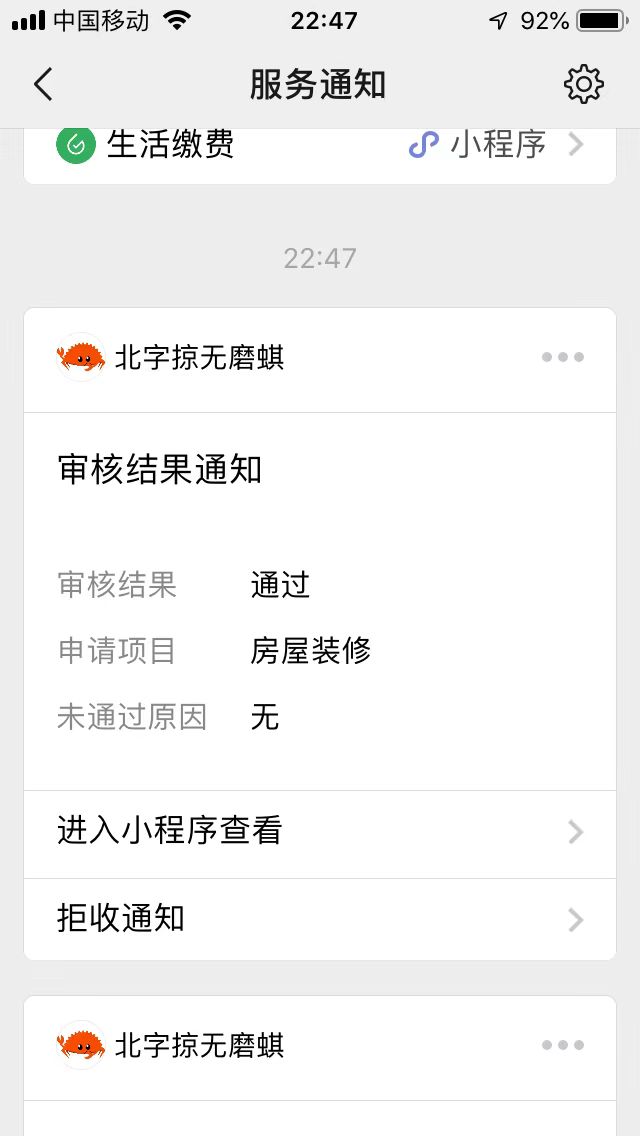 中国移动 22:47 92%
服务通知
生活缴费 小程序
22:47
北字掠无磨蜞
审核结果通知
审核结果 通过
申请项目 房屋装修
未通过原因 无
进入小程序查看
拒收通知
北字掠无磨蜞